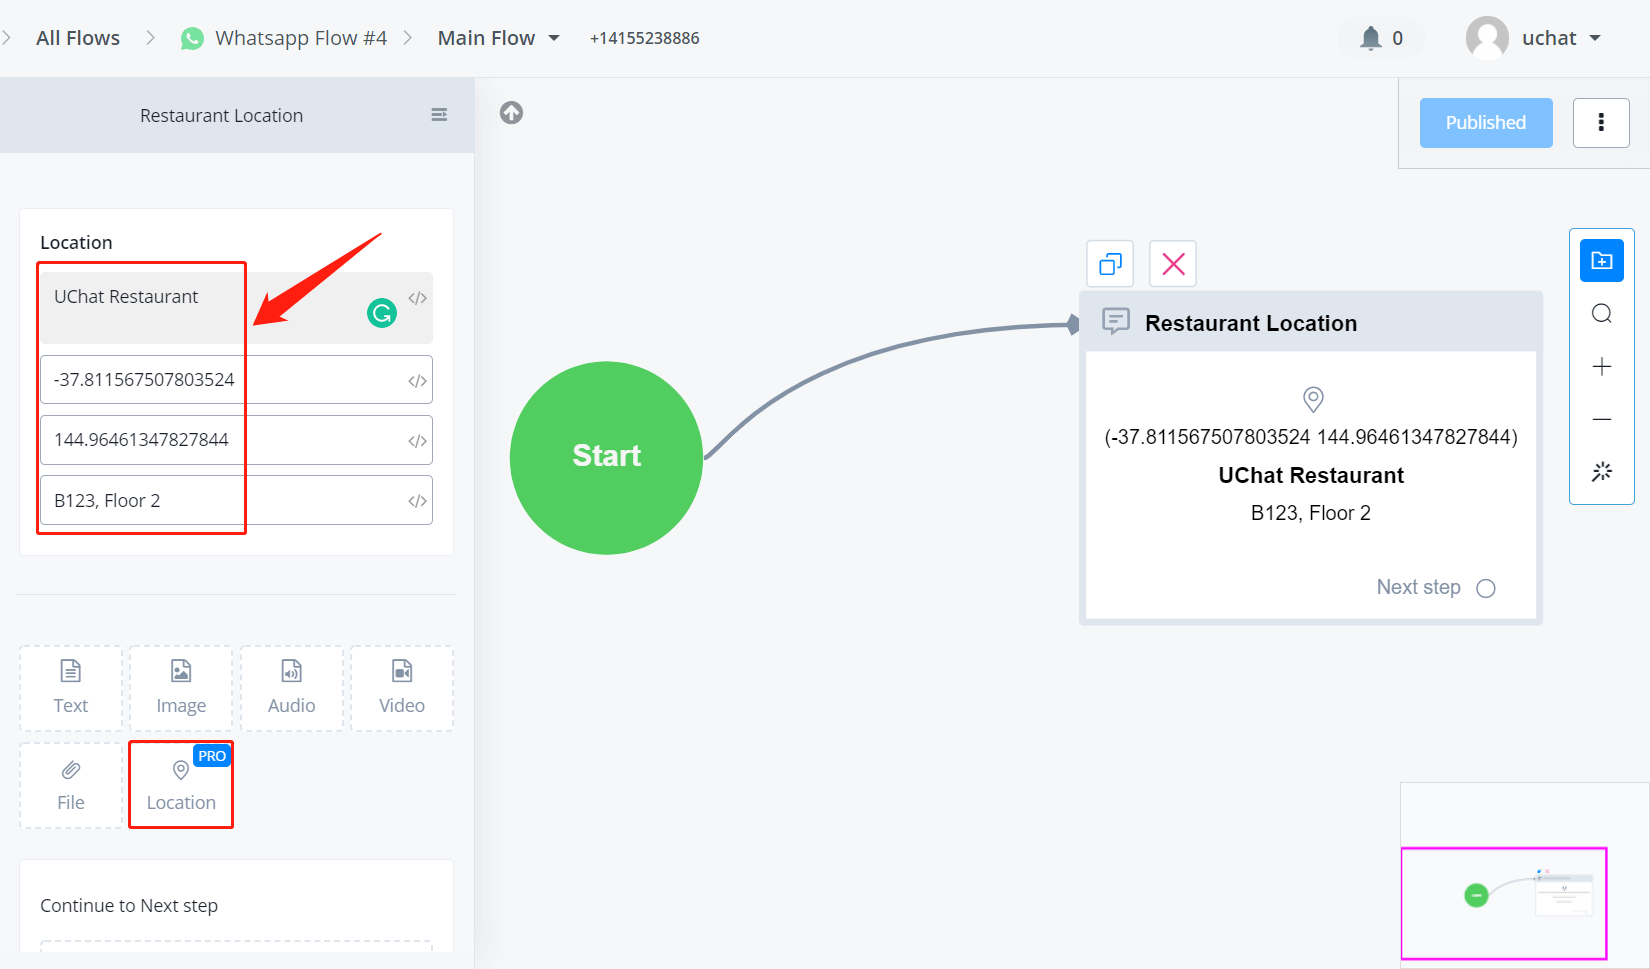 All Flows
Whatsapp Flow #4
Main Flow
+14155238886
0
uchat
Restaurant Location
Published
Location
UChat Restaurant
</>
-37.811567507803524
</>
144.96461347827844
</>
B123, Floor 2
</>
Start
Restaurant Location
(-37.811567507803524 144.96461347827844)
UChat Restaurant
B123, Floor 2
Next step
Text
Image
Audio
Video
File
PRO
Location
Continue to Next step